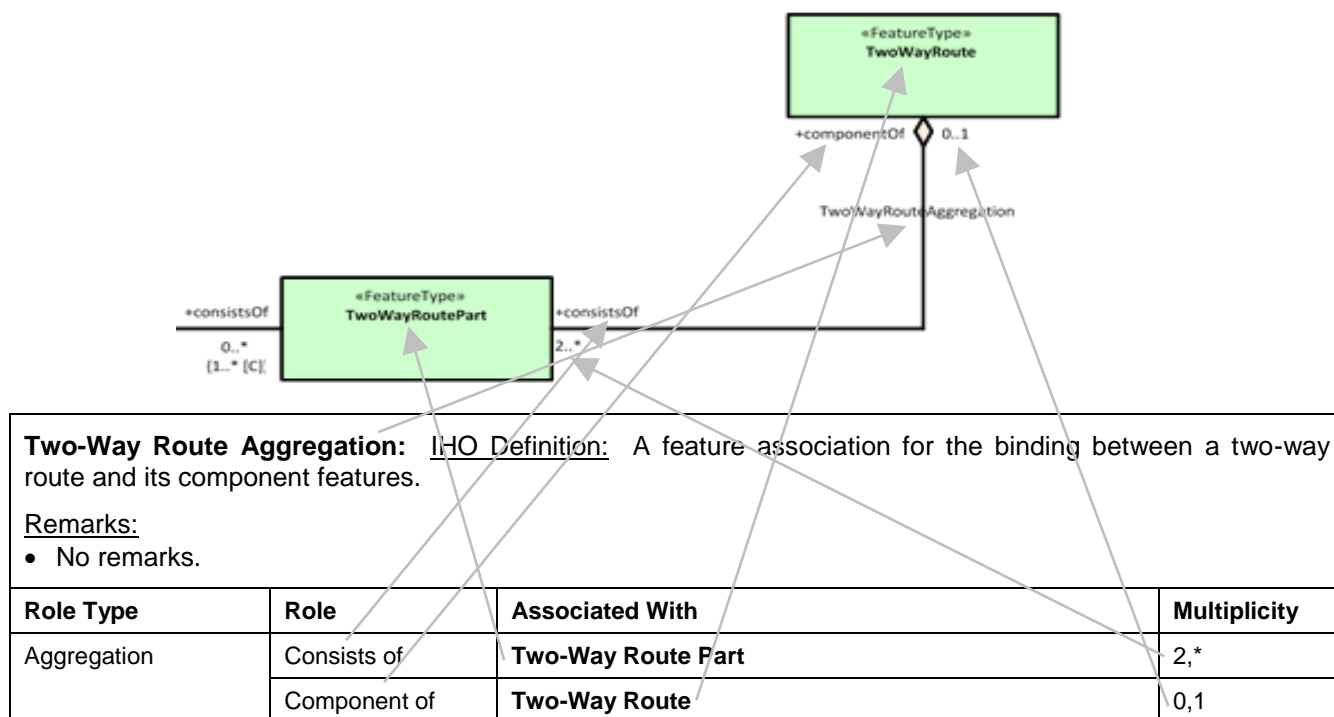 «FeatureType»
TwoWayRoute
+componentOf 0..1
TwoWayRouteAggregation
«FeatureType»
TwoWayRoutePart
+consistsOf
0..*
{1..* [C]
+consistsOf
2..*
Two-Way Route Aggregation: IHO Definition: A feature association for the binding between a two-way
route and its component features.
Remarks:
• No remarks.
Role Type Role Associated With Multiplicity
Aggregation Consists of Two-Way Route Part 2,*
Component of Two-Way Route 0,1